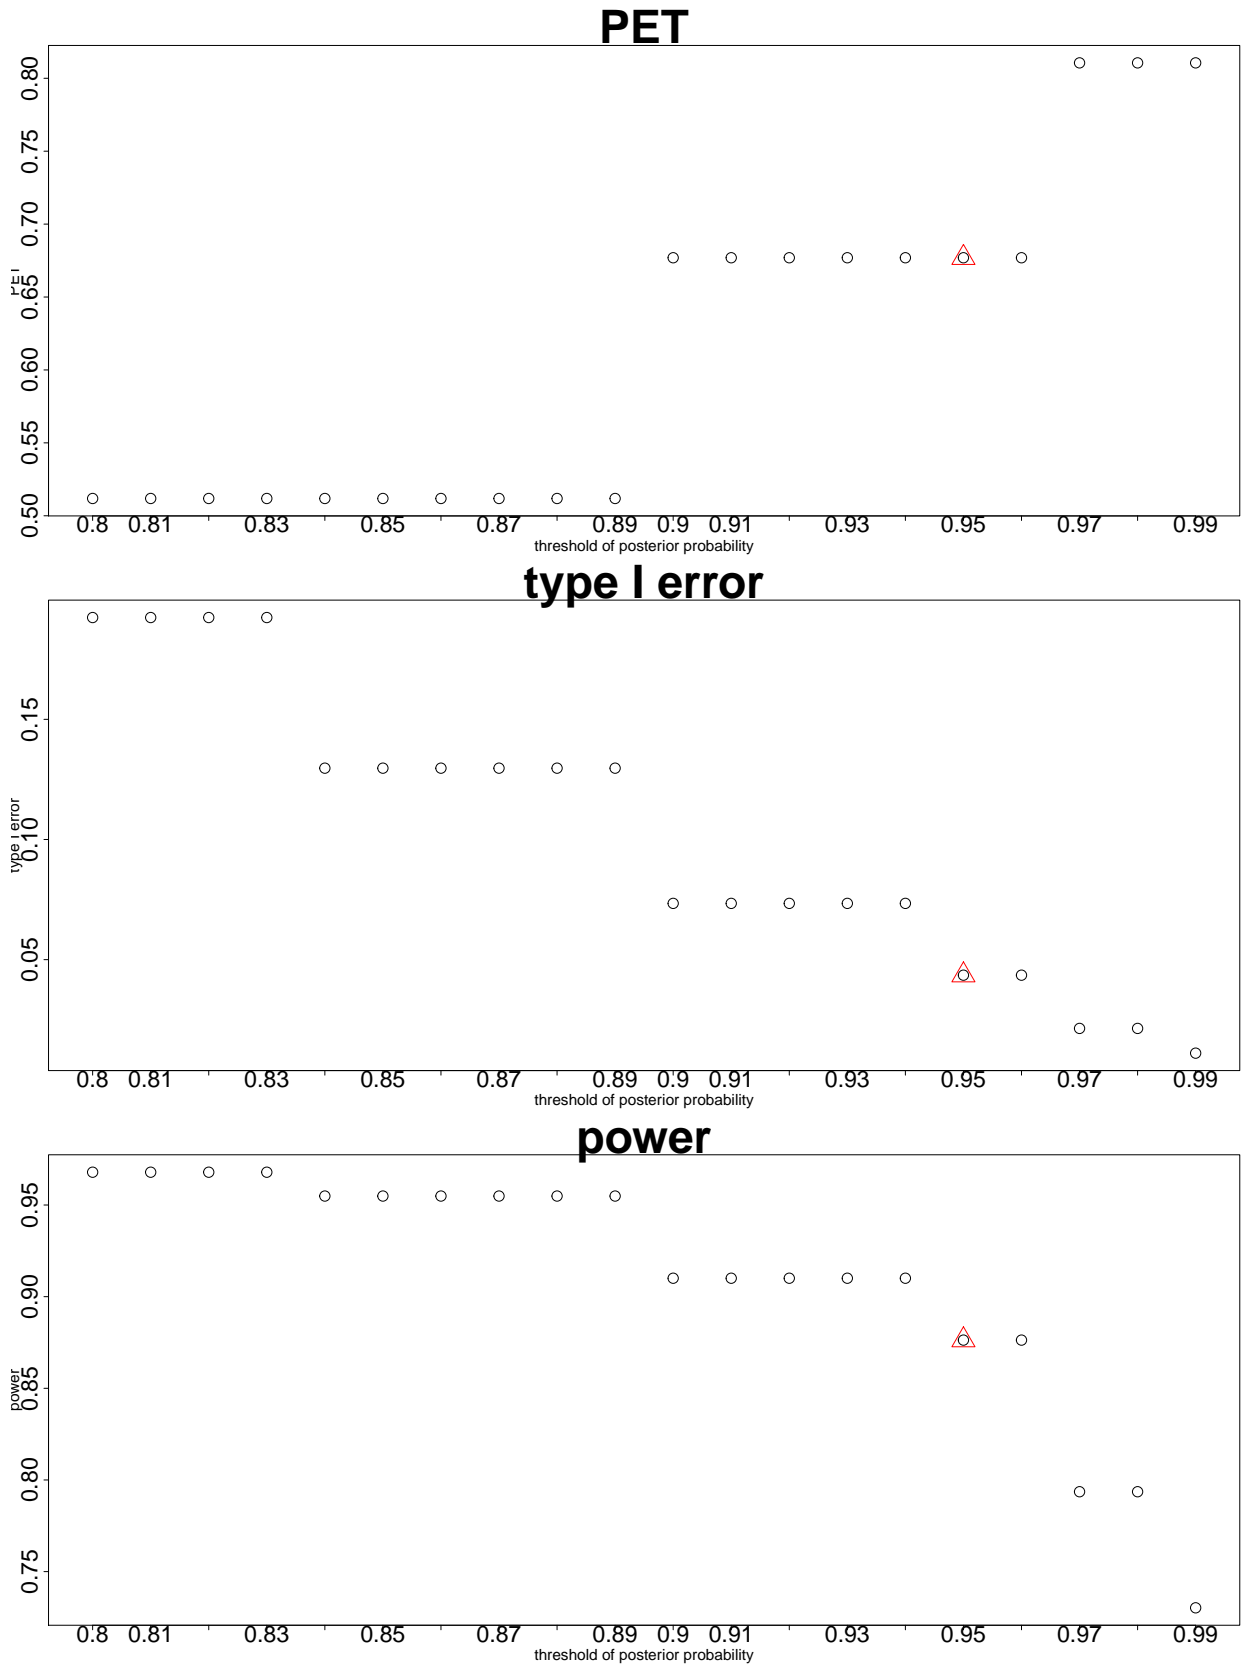 PET
0.80
0.75
0.70
0.65
0.60
0.55
0.50
PET
0.8 0.81 0.83 0.85 0.87 0.89 0.9 0.91 0.93 0.95 0.97 0.99
threshold of posterior probability
type I error
0.15
0.10
0.05
type I error
0.8 0.81 0.83 0.85 0.87 0.89 0.9 0.91 0.93 0.95 0.97 0.99
threshold of posterior probability
power
0.95
0.90
0.85
0.80
0.75
power
0.8 0.81 0.83 0.85 0.87 0.89 0.9 0.91 0.93 0.95 0.97 0.99
threshold of posterior probability